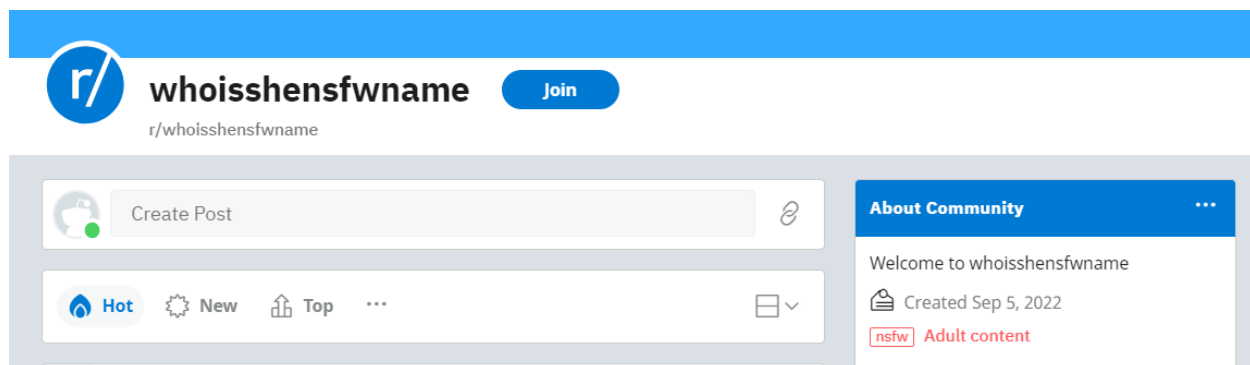 r/
whoisshensfwname
Join
r/whoisshensfwname
Create Post
Hot New Top ...
About Community ...
Welcome to whoisshensfwname
Created Sep 5, 2022
nsfw Adult content